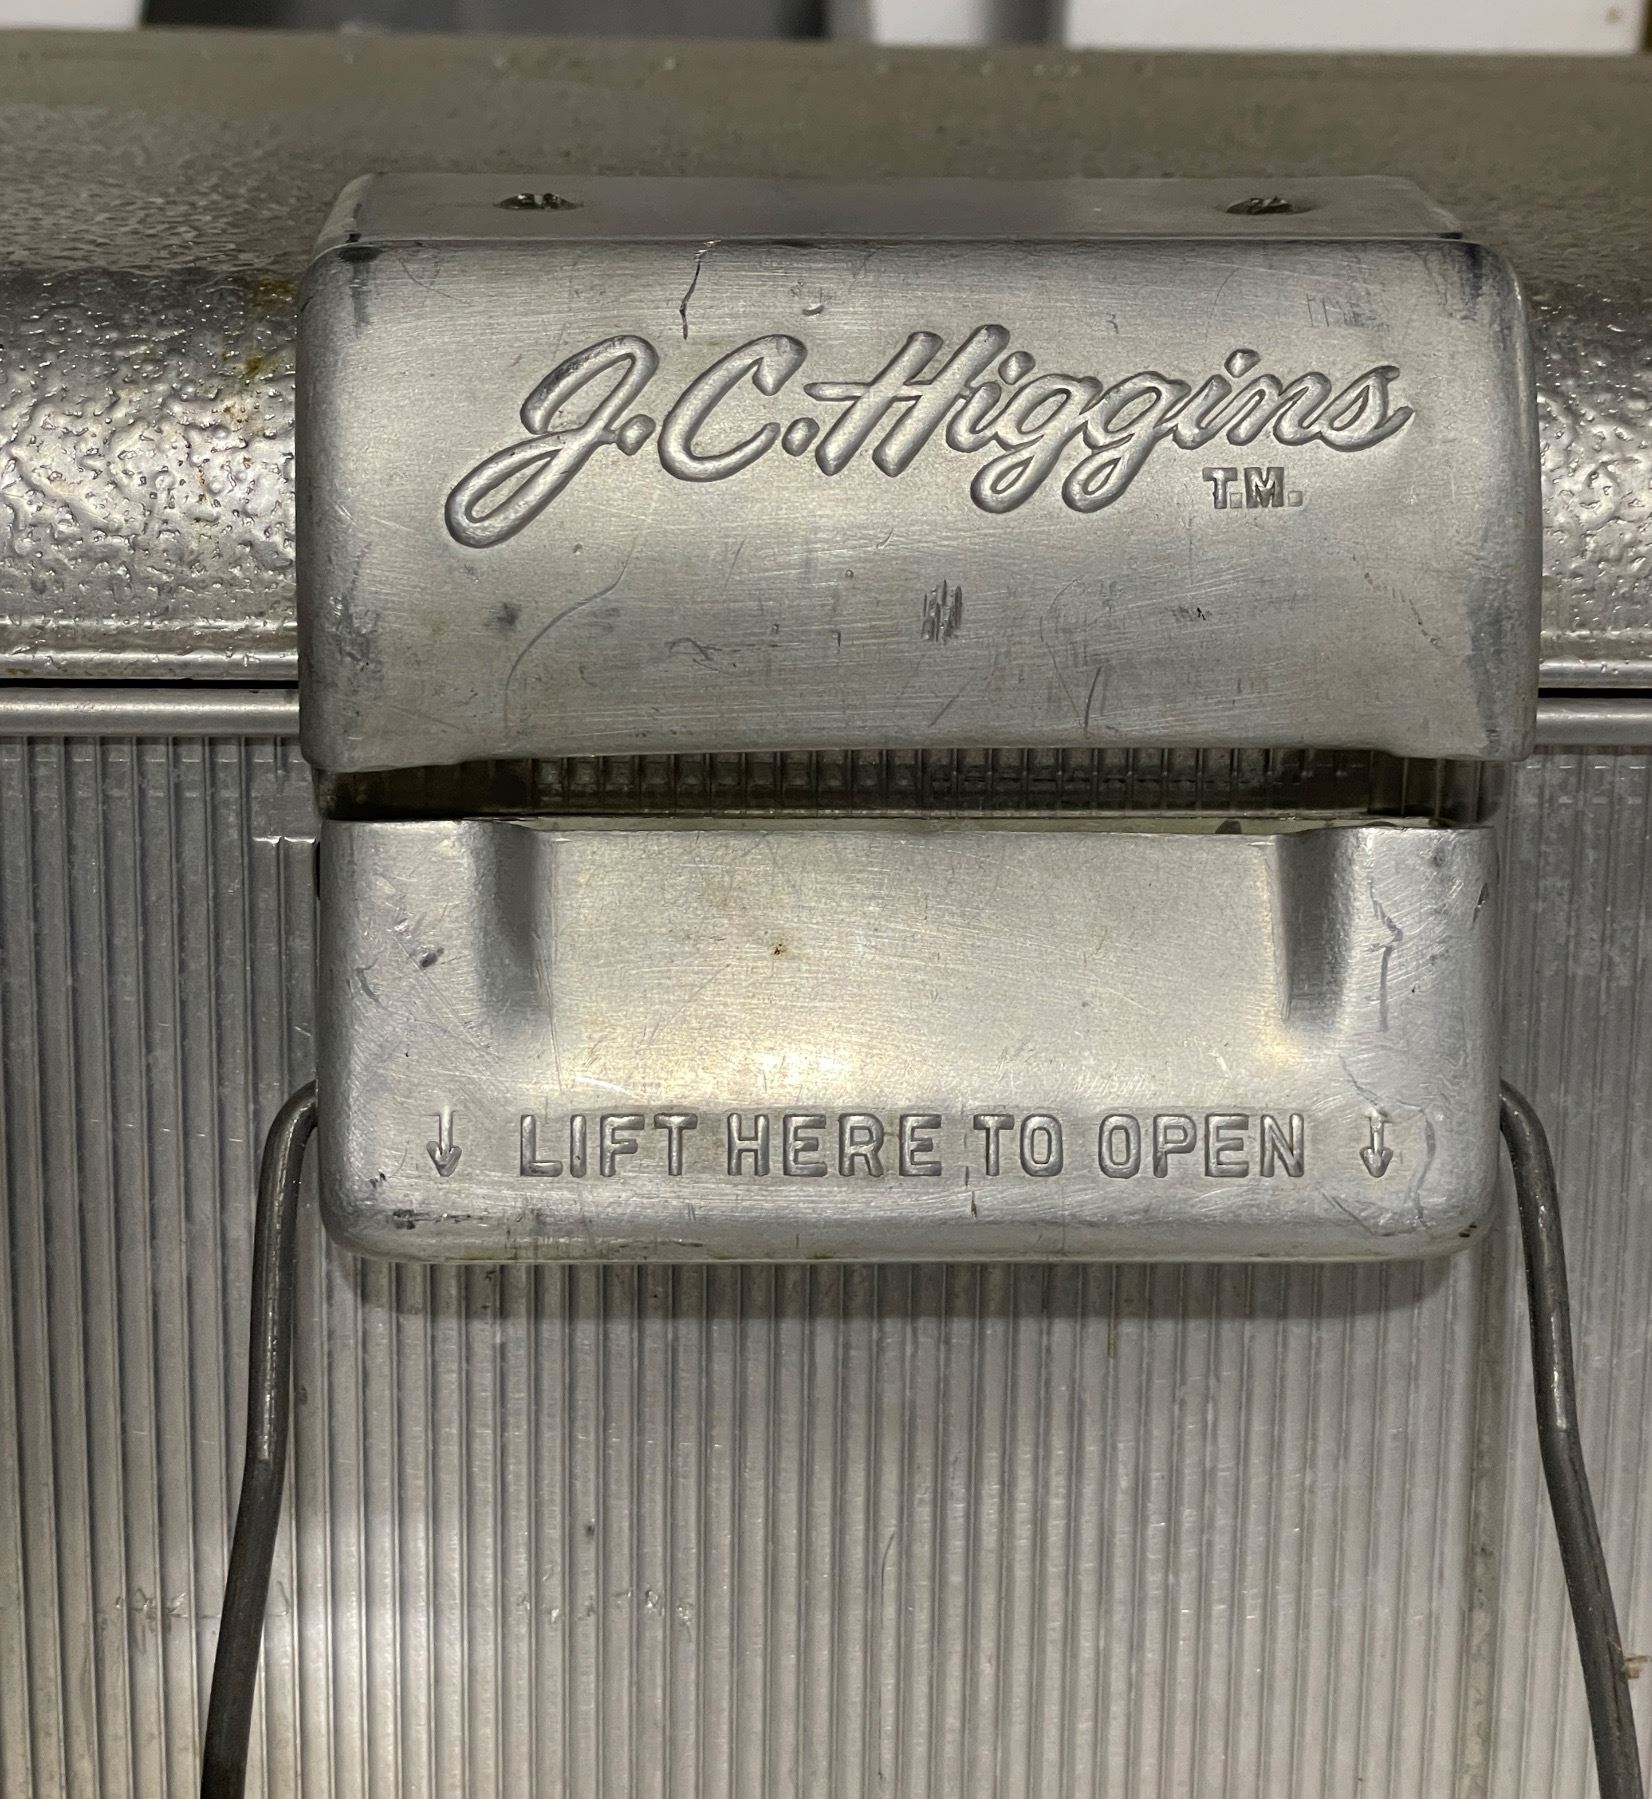 J.C. Higgins
T.M.
↓ LIFT HERE TO OPEN ↓